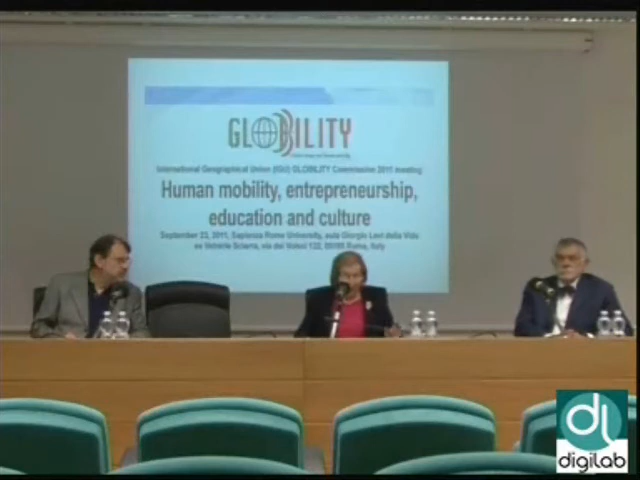 GLOBILITY
International Geographical Union (IGU) GLOBILITY Commission 2011 meeting
Human mobility, entrepreneurship,
education and culture
September 23, 2011, Sapienza Rome University, aula Giorgio Levi della Vida
ex Vetrerie Sciarra, via dei Volsci 122, 00185 Roma, Italy
dl
digilab